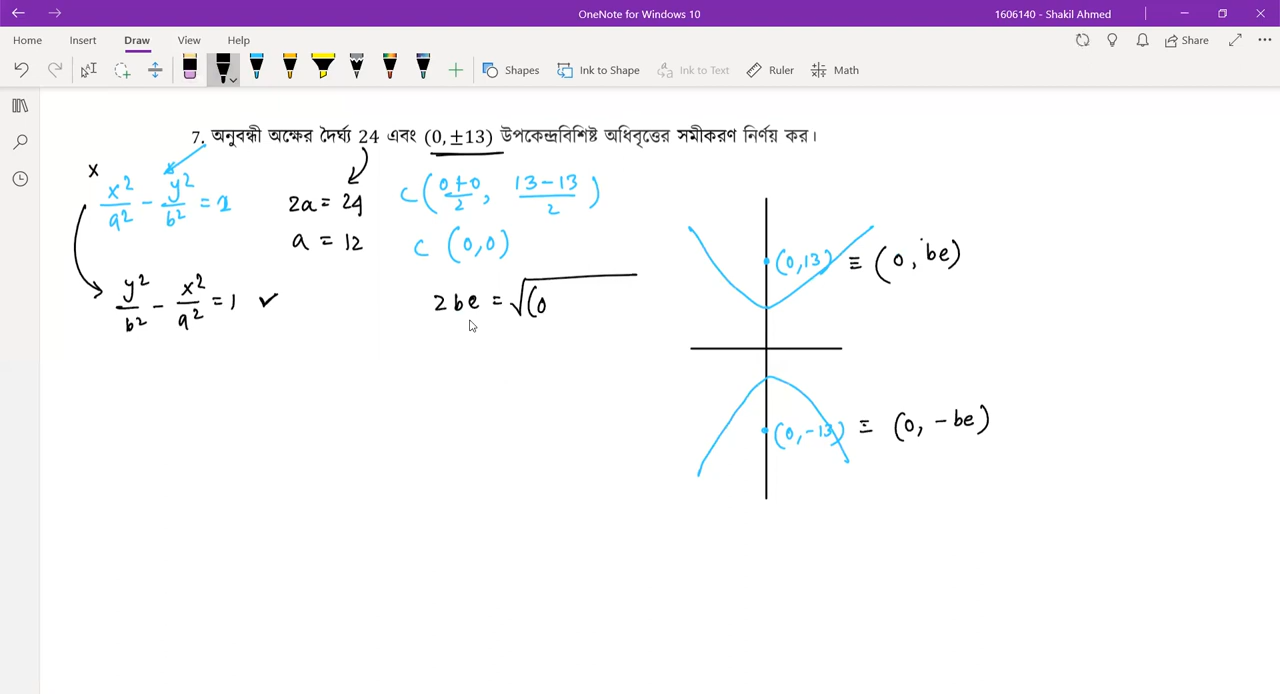 OneNote for Windows 10
1606140 - Shakil Ahmed
Home Insert Draw View Help
Share
Shapes Ink to Shape Ink to Text Ruler Math
7. অনুবন্ধী অক্ষের দৈর্ঘ্য 24 এবং (0, ±13) উপকেন্দ্রবিশিষ্ট অধিবৃত্তের সমীকরণ নির্ণয় কর।
x
x²/a² - y²/b² = 1
2a = 24
C(0+0/2, 13-13/2)
a = 12
C (0,0)
(0,13) ≡ (0, be)
y²/b² - x²/a² = 1 ✓
2be = √(0
(0,-13) ≡ (0, -be)